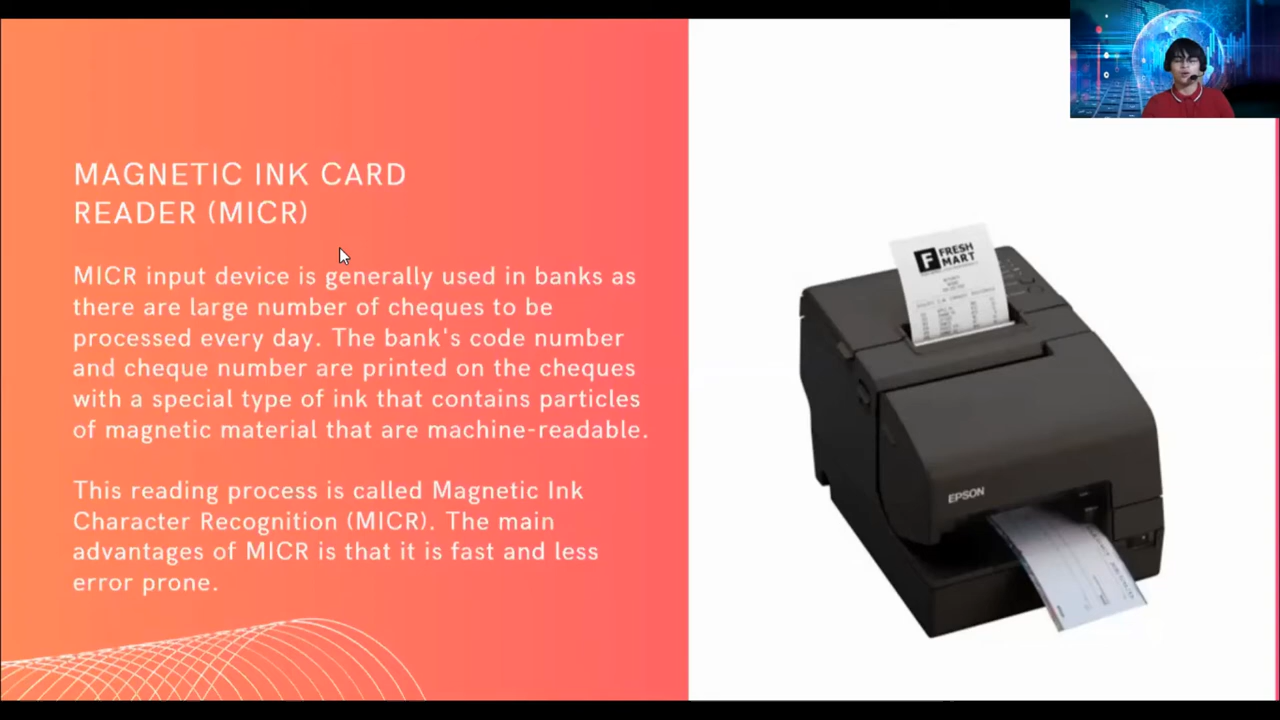 MAGNETIC INK CARD
READER (MICR)
MICR input device is generally used in banks as
there are large number of cheques to be
processed every day. The bank's code number
and cheque number are printed on the cheques
with a special type of ink that contains particles
of magnetic material that are machine-readable.
This reading process is called Magnetic Ink
Character Recognition (MICR). The main
advantages of MICR is that it is fast and less
error prone.
F FRESH
MART
EPSON